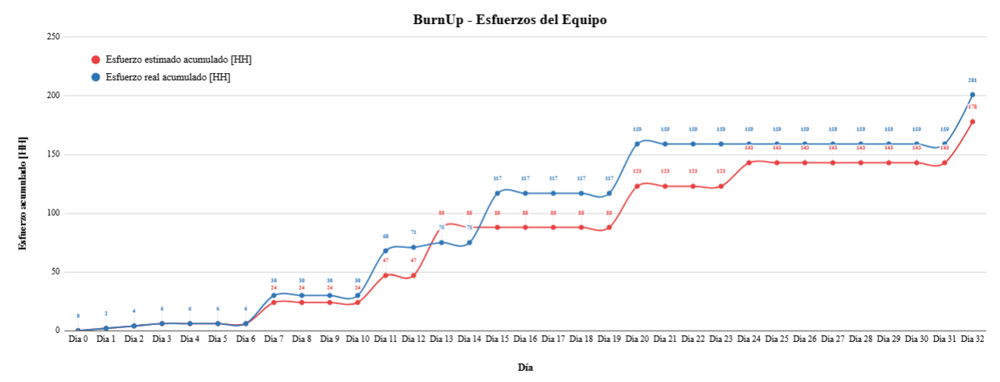 BurnUp - Esfuerzos del Equipo
Esfuerzo estimado acumulado [HH]
Esfuerzo real acumulado [HH]
Esfuerzo acumulado [HH]
250
200
150
100
50
0
0 2 4 6 6 6 6 30 30 30 30 68 71 75 75 117 117 117 117 117 159 159 159 159 159 159 159 159 159 159 159 159 201
24 24 24 24 47 47 88 88 88 88 88 88 88 123 123 123 123 143 143 143 143 143 143 143 143 178
Día 0 Día 1 Día 2 Día 3 Día 4 Día 5 Día 6 Día 7 Día 8 Día 9 Día 10 Día 11 Día 12 Día 13 Día 14 Día 15 Día 16 Día 17 Día 18 Día 19 Día 20 Día 21 Día 22 Día 23 Día 24 Día 25 Día 26 Día 27 Día 28 Día 29 Día 30 Día 31 Día 32
Día